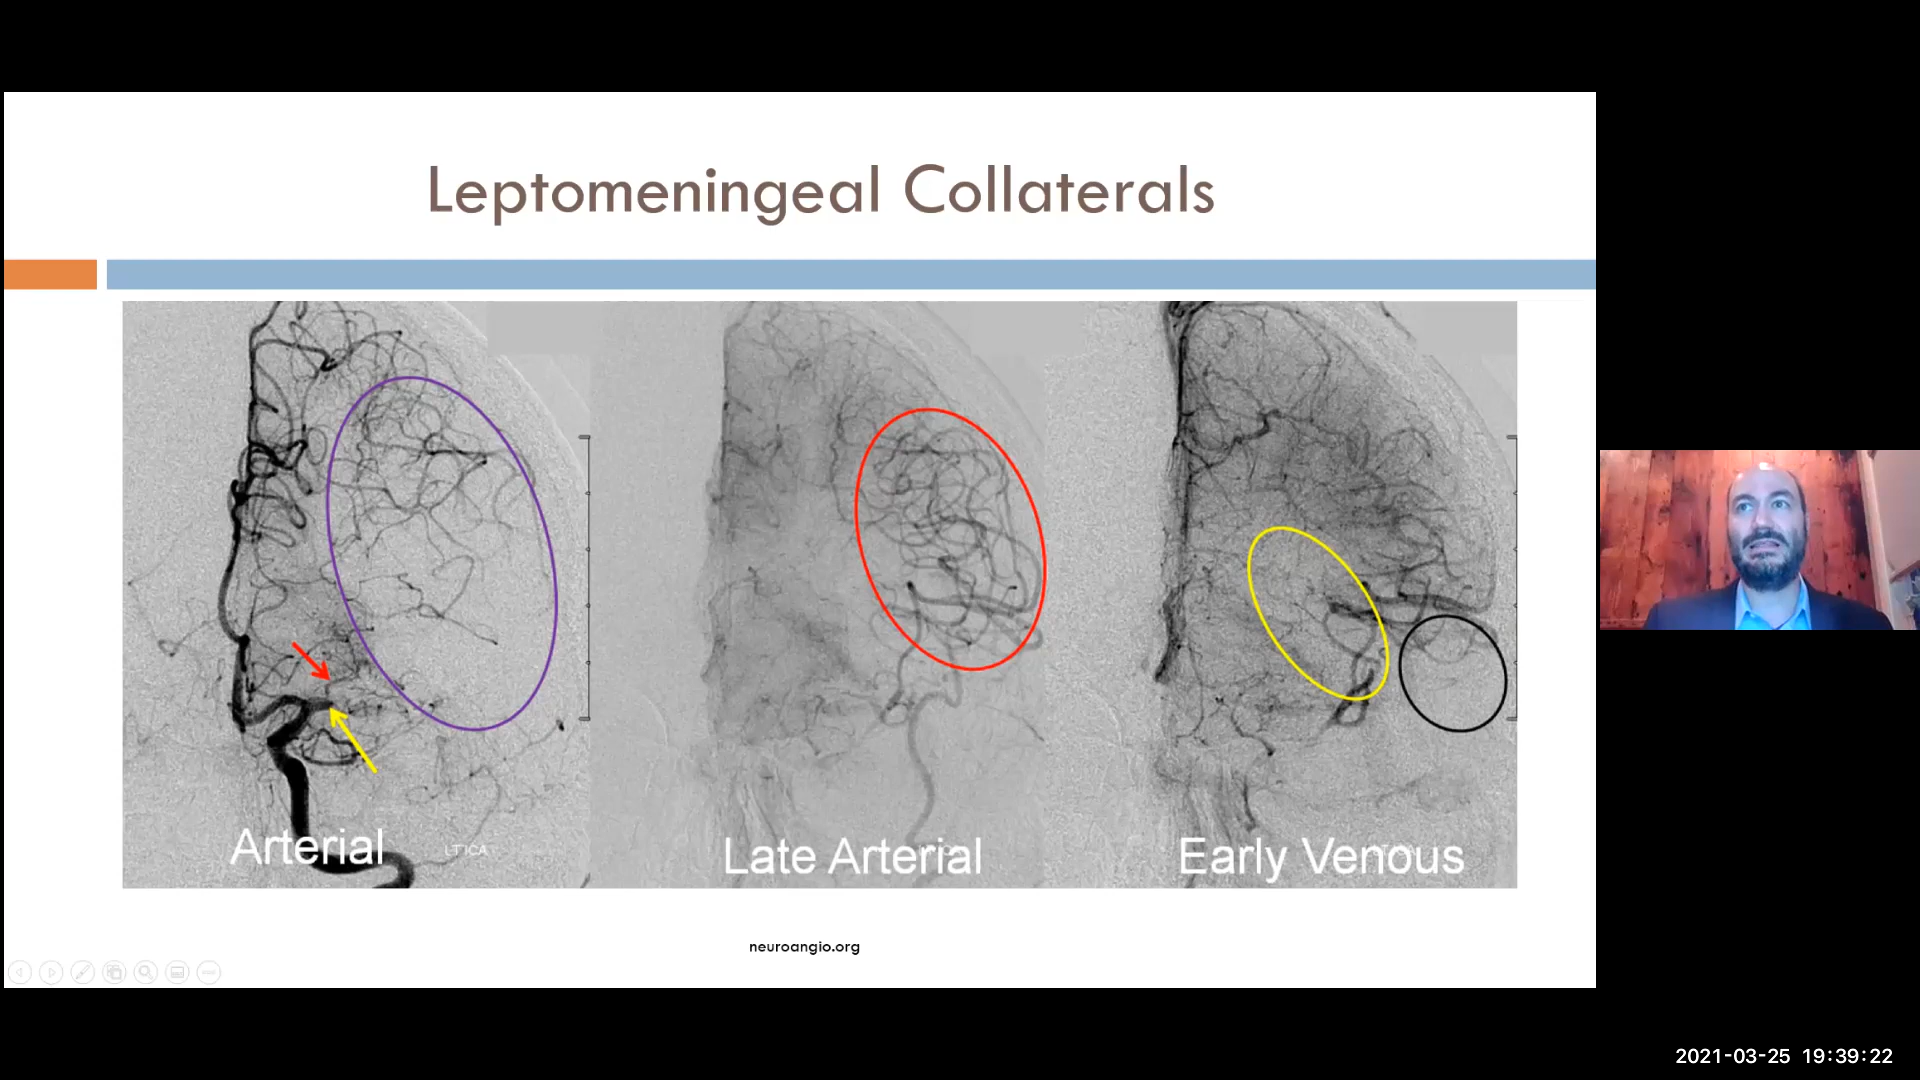 Leptomeningeal Collaterals
Arterial
LT ICA
Late Arterial
Early Venous
neuroangio.org
2021-03-25 19:39:22